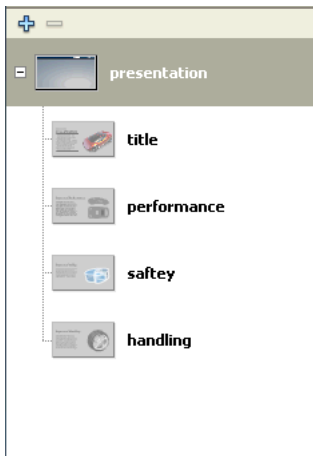 presentation
title
performance
saftey
handling